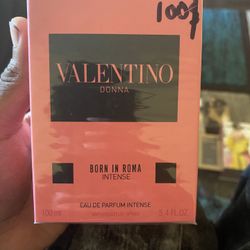 100$
VALENTINO
DONNA
BORN IN ROMA
INTENSE
EAU DE PARFUM INTENSE
100 ml
3.4 FL.OZ